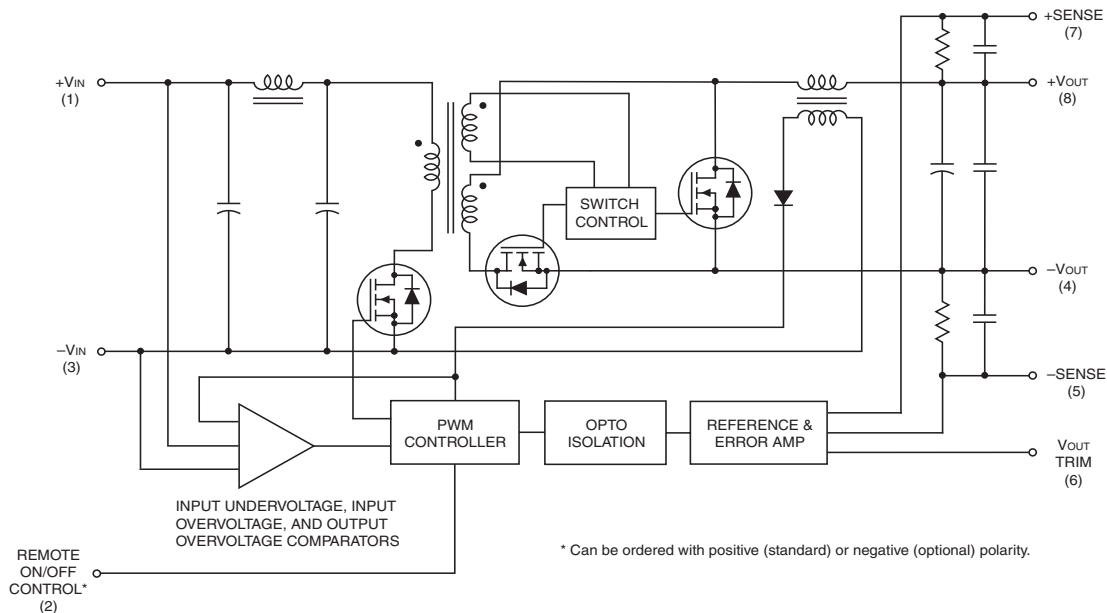 +SENSE
(7)
+VIN
(1)
+VOUT
(8)
SWITCH
CONTROL
–VOUT
(4)
–VIN
(3)
–SENSE
(5)
PWM
CONTROLLER
OPTO
ISOLATION
REFERENCE &
ERROR AMP
VOUT
TRIM
(6)
INPUT UNDERVOLTAGE, INPUT
OVERVOLTAGE, AND OUTPUT
OVERVOLTAGE COMPARATORS
REMOTE
ON/OFF
CONTROL*
(2)
* Can be ordered with positive (standard) or negative (optional) polarity.